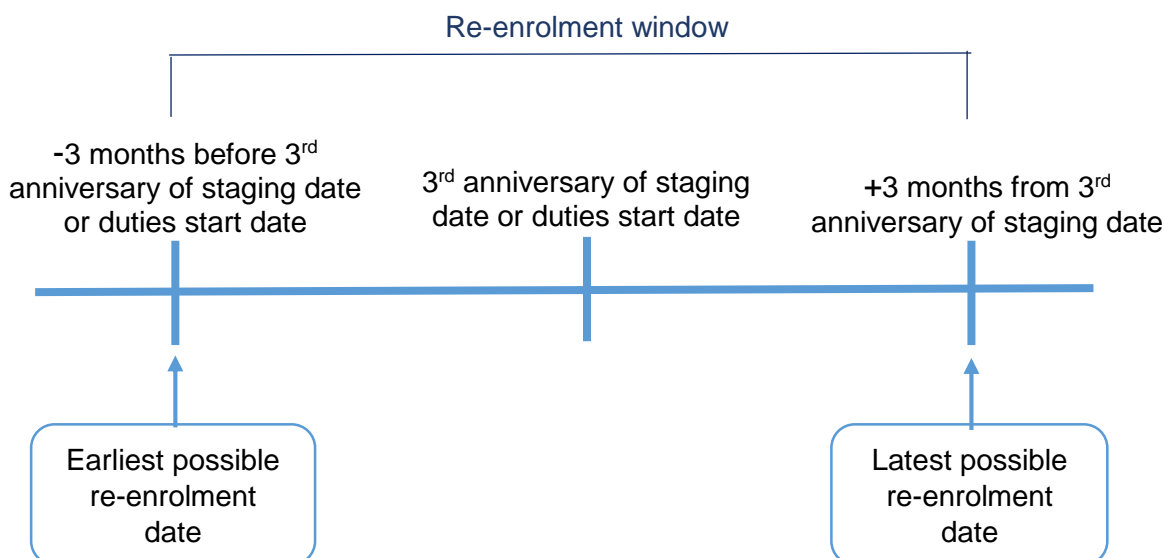 Re-enrolment window
-3 months before 3rd
anniversary of staging date
or duties start date
3rd anniversary of staging
date or duties start date
+3 months from 3rd
anniversary of staging date
Earliest possible
re-enrolment
date
Latest possible
re-enrolment
date